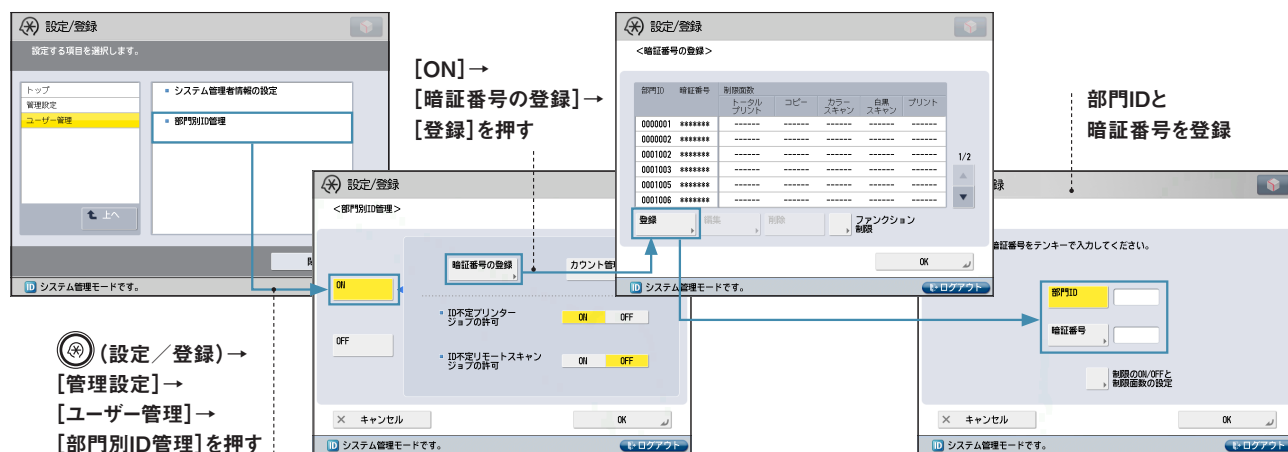 設定/登録
設定する項目を選択します。
トップ
管理設定
ユーザー管理
システム管理者情報の設定
部門別ID管理
上へ
ID システム管理モードです。
(設定／登録)→
[管理設定]→
[ユーザー管理]→
[部門別ID管理]を押す
設定/登録
<部門別ID管理>
ON
OFF
暗証番号の登録
カウント管
ID不定プリンター
ジョブの許可
ON OFF
ID不定リモートスキャン
ジョブの許可
ON OFF
× キャンセル
OK
ID システム管理モードです。
ログアウト
[ON]→
[暗証番号の登録]→
[登録]を押す
設定/登録
<暗証番号の登録>
部門ID 暗証番号 制限面数
トータル
プリント
コピー
カラー
スキャン
白黒
スキャン
プリント
0000001 ******* ------ ------ ------ ------ ------
0000002 ******* ------ ------ ------ ------ ------
0001002 ******* ------ ------ ------ ------ ------
0001003 ******* ------ ------ ------ ------ ------
0001005 ******* ------ ------ ------ ------ ------
0001006 ******* ------ ------ ------ ------ ------
1/2
登録 編集 削除
ファンクション
制限
OK
ID システム管理モードです。
ログアウト
部門IDと
暗証番号を登録
録
暗証番号をテンキーで入力してください。
部門ID
暗証番号
制限のON/OFFと
制限面数の設定
× キャンセル
OK
ID システム管理モードです。
ログアウト